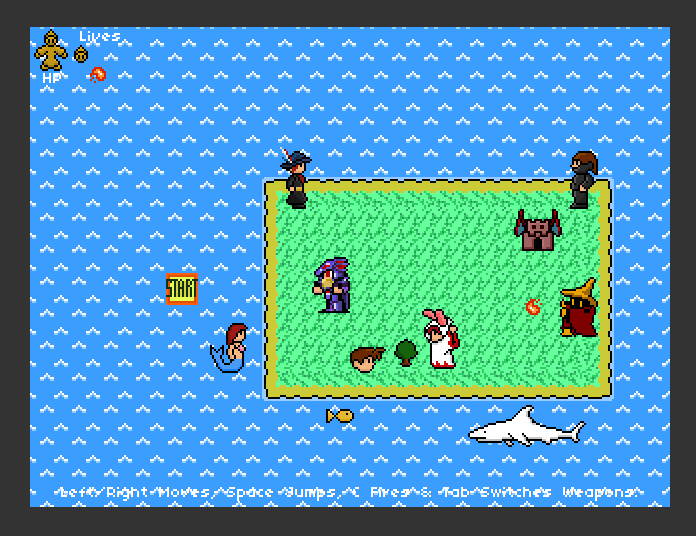 Lives
HP
START
Left/Right Moves, Space Jumps, C Fires & Tab Switches Weapons.